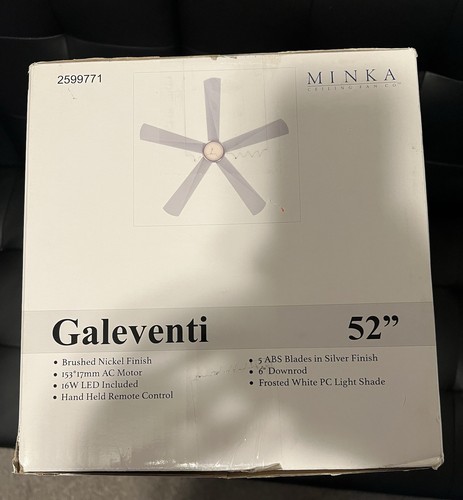 2599771
MINKA
CEILING FAN CO.
Galeventi
52”
• Brushed Nickel Finish
• 153*17mm AC Motor
• 16W LED Included
• Hand Held Remote Control
• 5 ABS Blades in Silver Finish
• 6" Downrod
• Frosted White PC Light Shade